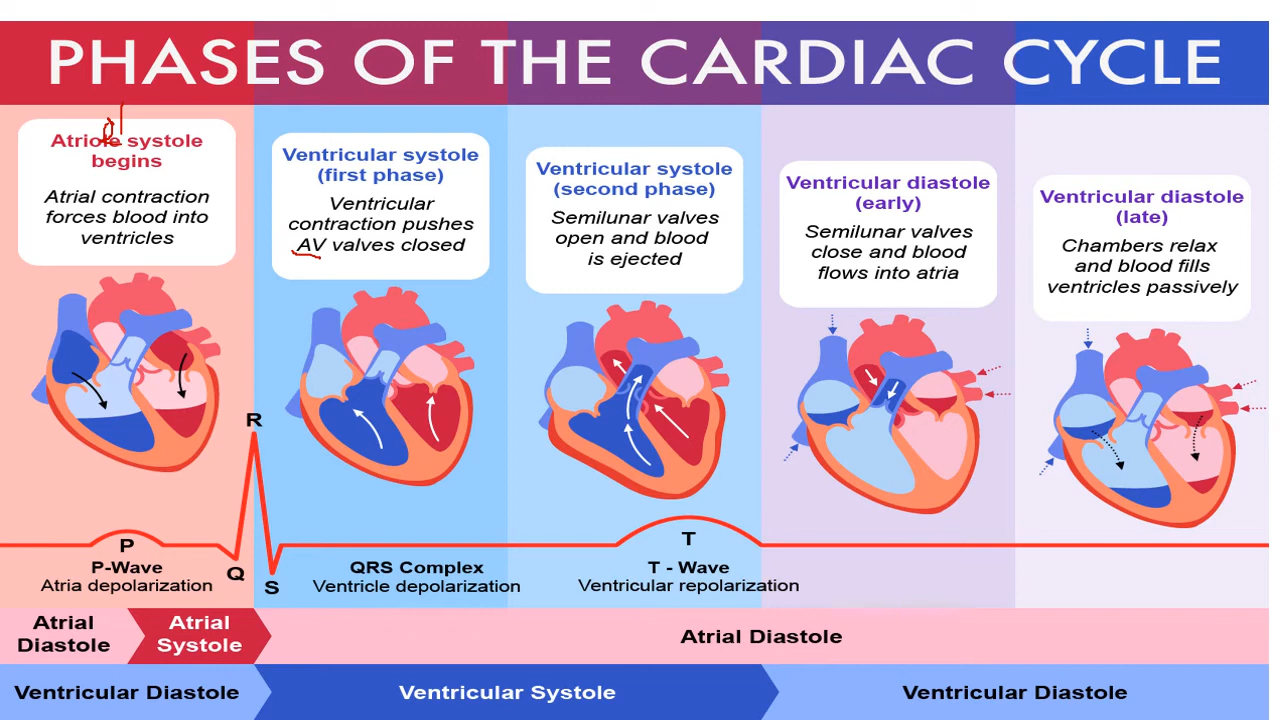 PHASES OF THE CARDIAC CYCLE
Atriole systole
begins
Atrial contraction
forces blood into
ventricles
Ventricular systole
(first phase)
Ventricular
contraction pushes
AV valves closed
Ventricular systole
(second phase)
Semilunar valves
open and blood
is ejected
Ventricular diastole
(early)
Semilunar valves
close and blood
flows into atria
Ventricular diastole
(late)
Chambers relax
and blood fills
ventricles passively
R
P
Q
S
T
P-Wave
Atria depolarization
QRS Complex
Ventricle depolarization
T - Wave
Ventricular repolarization
Atrial
Diastole
Atrial
Systole
Atrial Diastole
Ventricular Diastole
Ventricular Systole
Ventricular Diastole